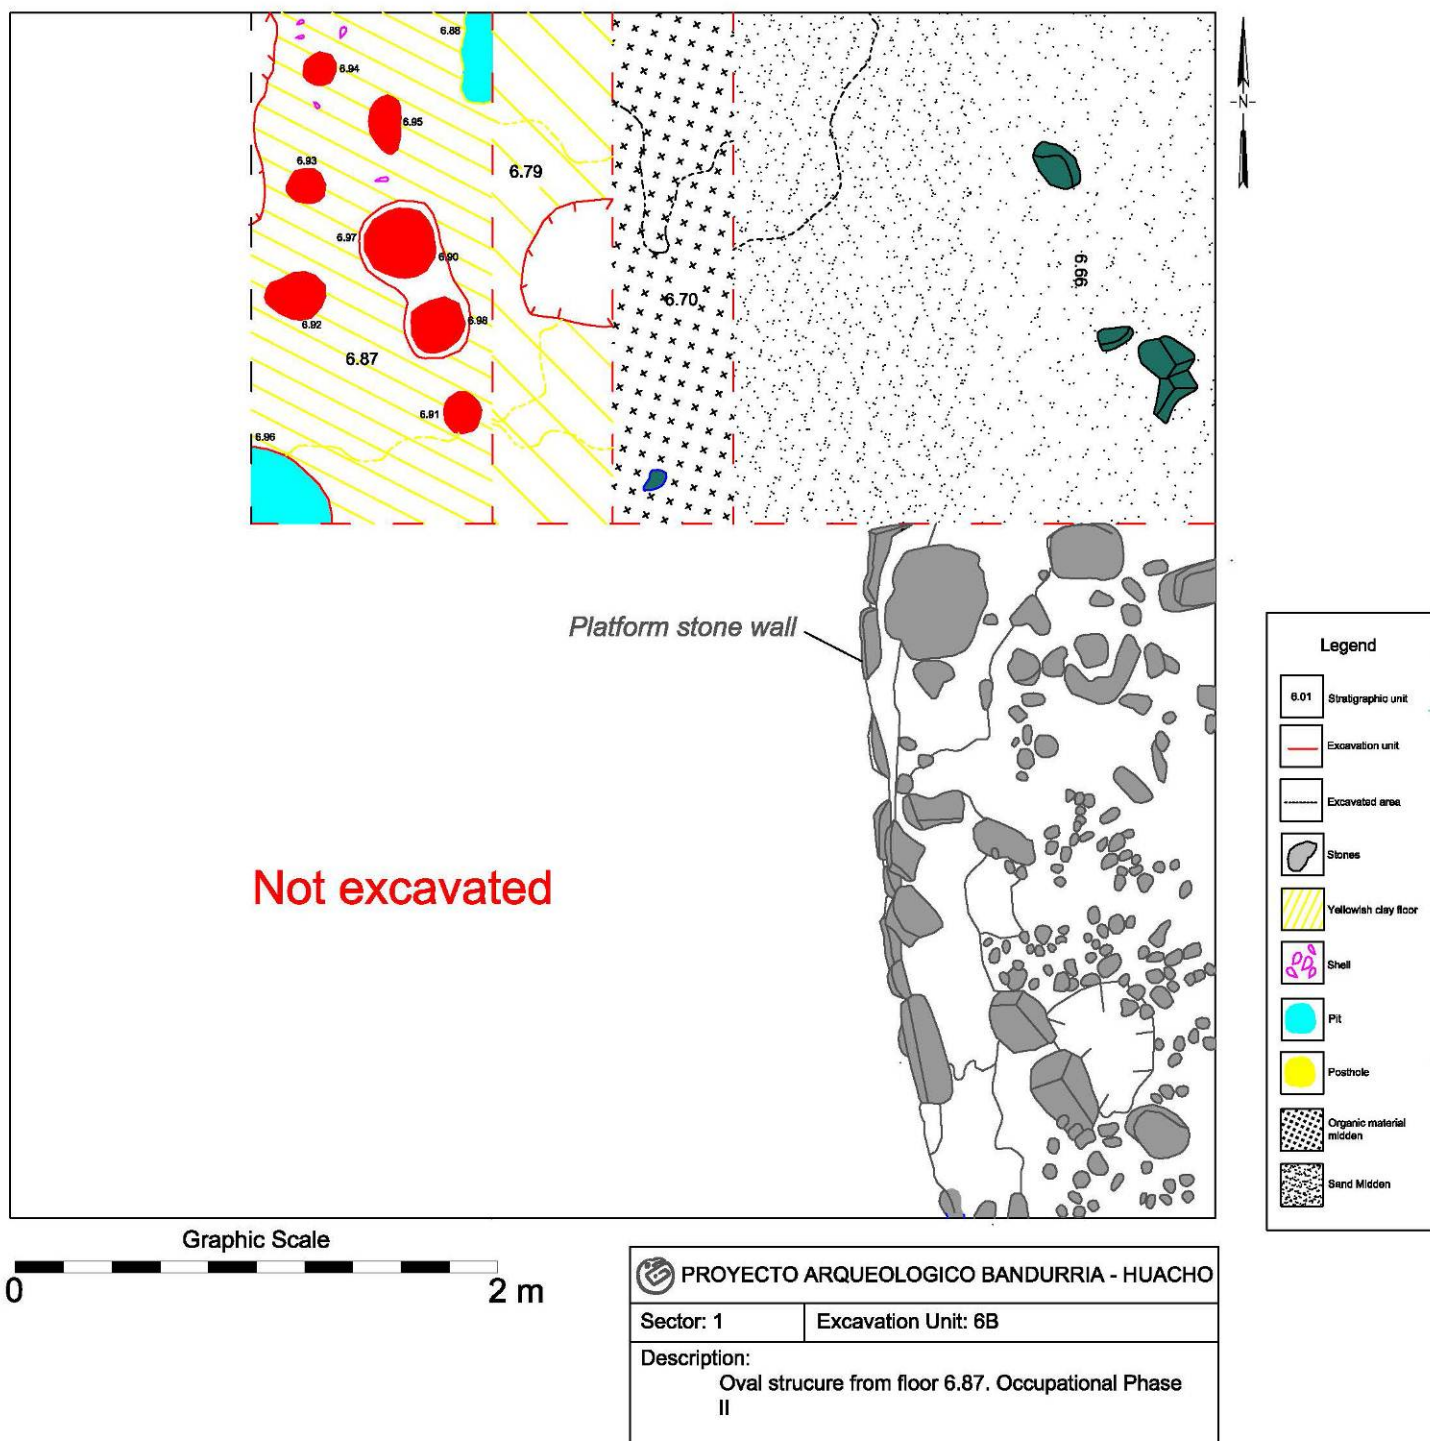 6.88
6.94
6.95
6.93
6.79
6.97
6.90
6.66
6.70
6.92
6.98
6.87
6.91
6.96
N
Platform stone wall
Not excavated
Legend
6.01 Stratigraphic unit
Excavation unit
Excavated area
Stones
Yellowish clay floor
Shell
Pit
Posthole
Organic material
midden
Sand Midden
Graphic Scale
0 2 m
PROYECTO ARQUEOLOGICO BANDURRIA - HUACHO
Sector: 1 Excavation Unit: 6B
Description:
Oval strucure from floor 6.87. Occupational Phase
II